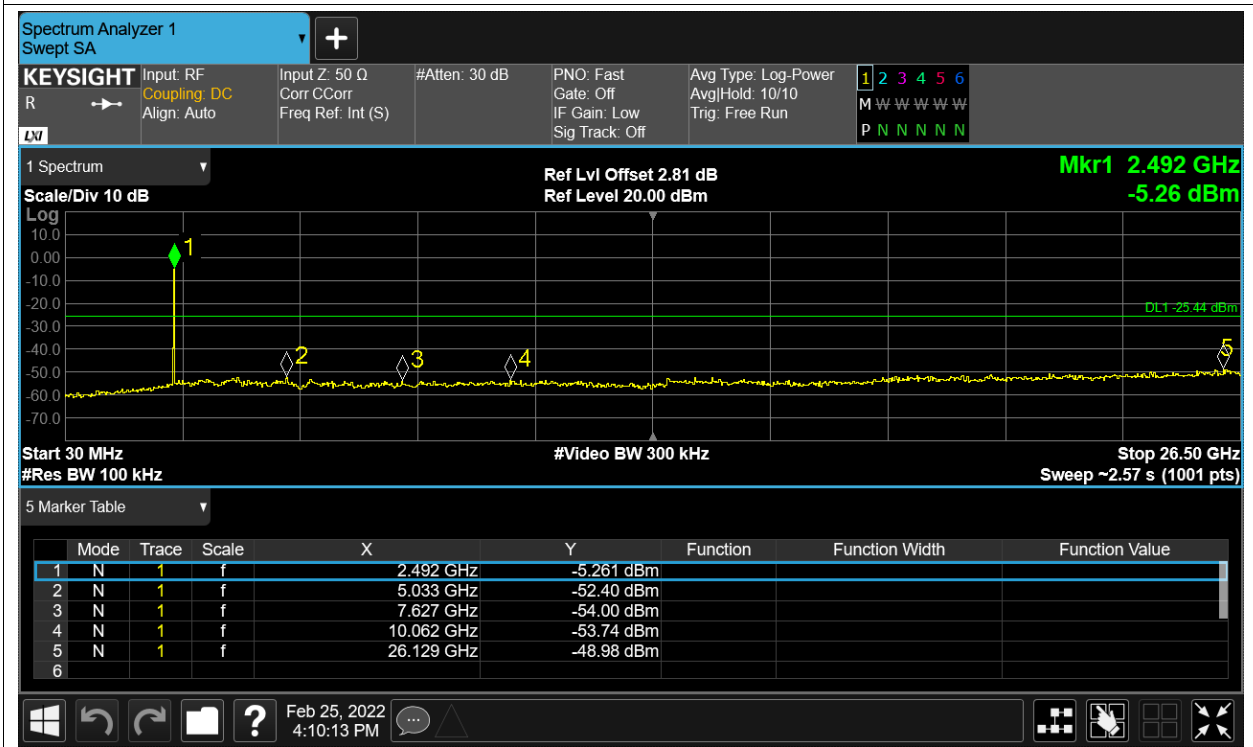 Spectrum Analyzer 1
Swept SA
+
KEYSIGHT Input: RF Input Z: 50 Ω #Atten: 30 dB PNO: Fast Avg Type: Log-Power 1 2 3 4 5 6
R Coupling: DC Corr CCorr Gate: Off Avg|Hold: 10/10 M W W W W W
Align: Auto Freq Ref: Int (S) IF Gain: Low Trig: Free Run
LXI Sig Track: Off P N N N N N
1 Spectrum Ref Lvl Offset 2.81 dB Mkr1 2.492 GHz
Scale/Div 10 dB Ref Level 20.00 dBm -5.26 dBm
Log
10.0 1
0.00
-10.0
-20.0 DL1 -25.44 dBm
-30.0
-40.0 2 3 4 5
-50.0
-60.0
-70.0
Start 30 MHz #Video BW 300 kHz Stop 26.50 GHz
#Res BW 100 kHz Sweep ~2.57 s (1001 pts)
5 Marker Table
Mode Trace Scale X Y Function Function Width Function Value
1 N 1 f 2.492 GHz -5.261 dBm
2 N 1 f 5.033 GHz -52.40 dBm
3 N 1 f 7.627 GHz -54.00 dBm
4 N 1 f 10.062 GHz -53.74 dBm
5 N 1 f 26.129 GHz -48.98 dBm
6
? Feb 25, 2022
4:10:13 PM